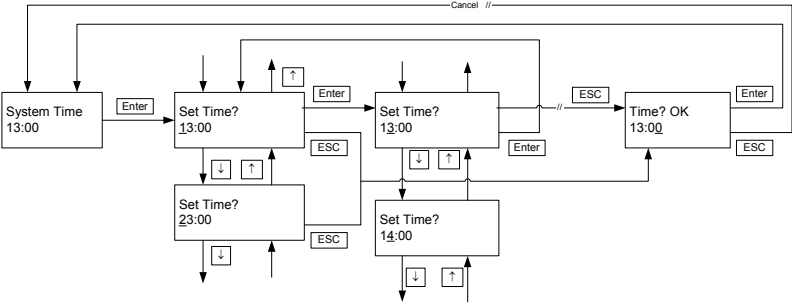 Cancel //
↑
System Time
13:00
Enter
Set Time?
13:00
Enter
Set Time?
13:00
//
ESC
Time? OK
13:00
Enter
ESC
Enter
ESC
↓ ↑
↓ ↑
Set Time?
23:00
ESC
Set Time?
14:00
↓
↓ ↑